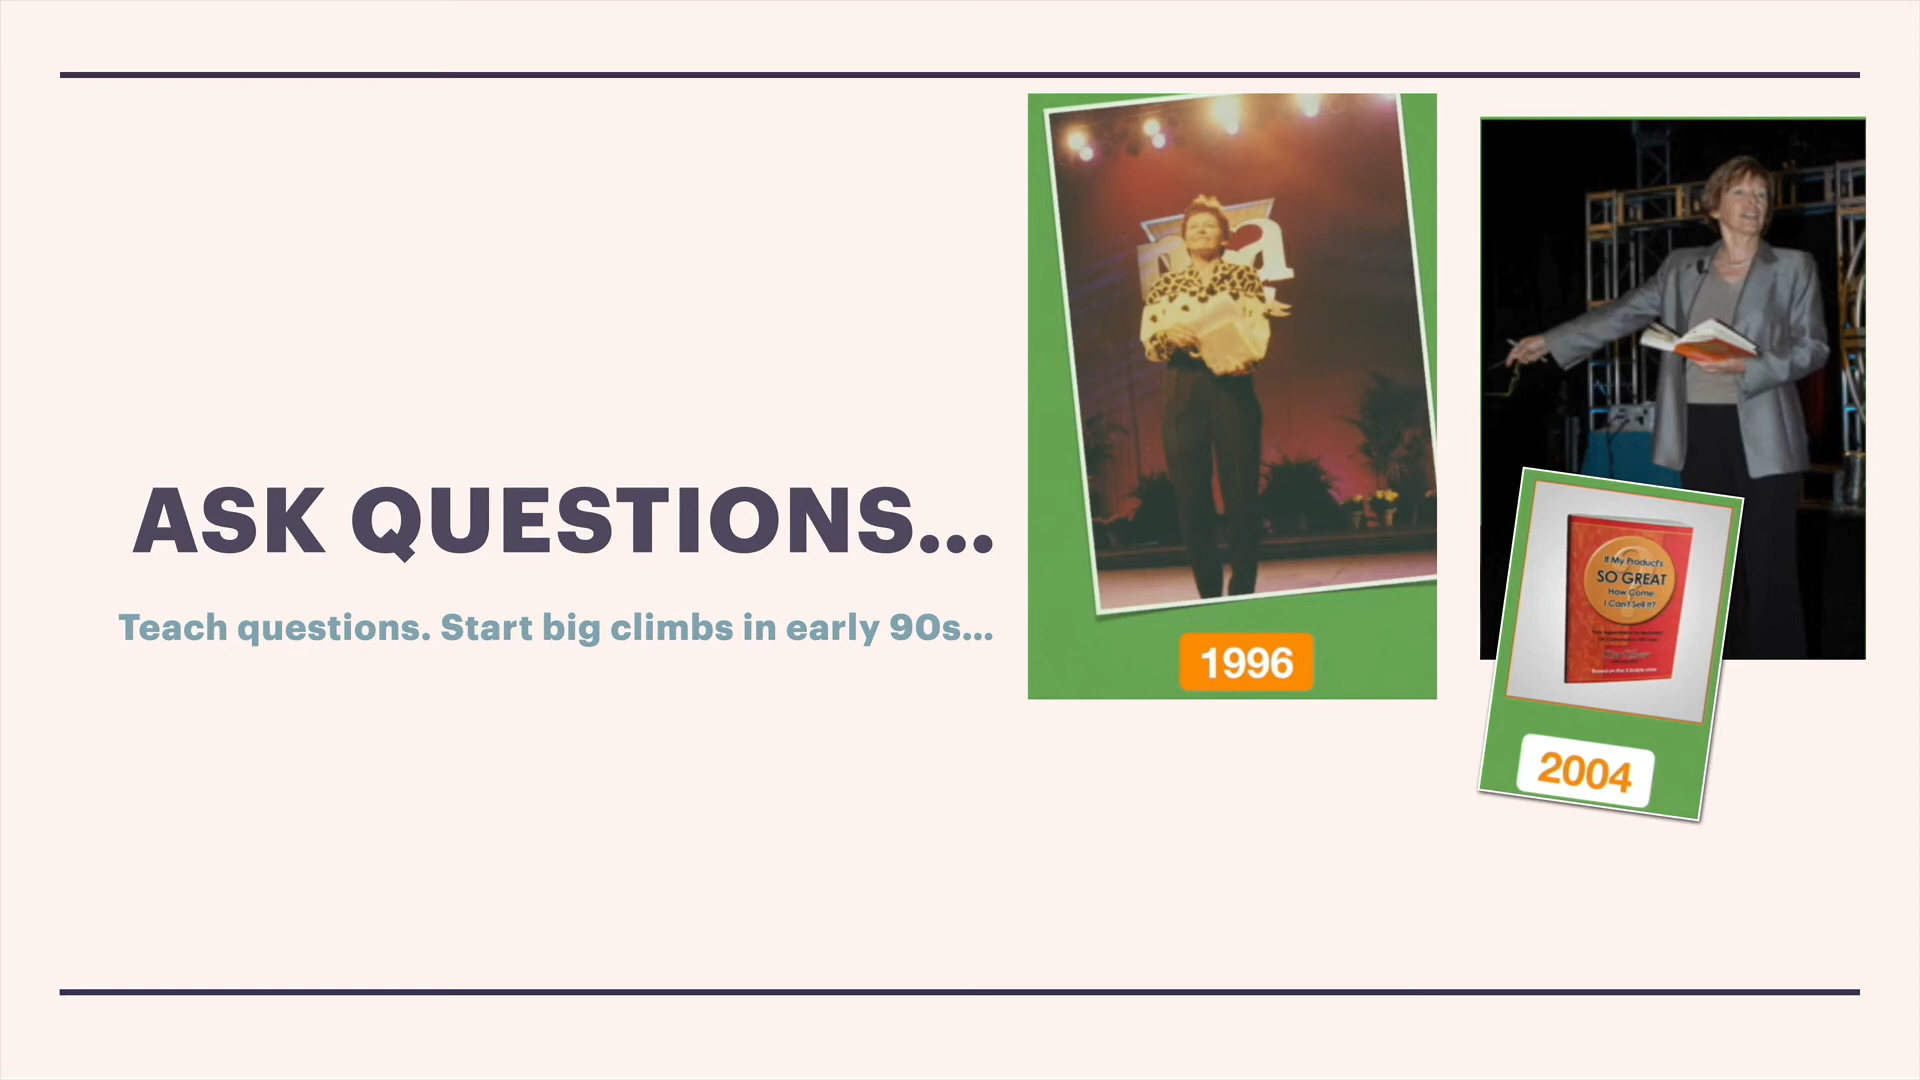 ASK QUESTIONS...
Teach questions. Start big climbs in early 90s...
1996
If My Product's
SO GREAT
How Come
I Can't Sell It?
2004